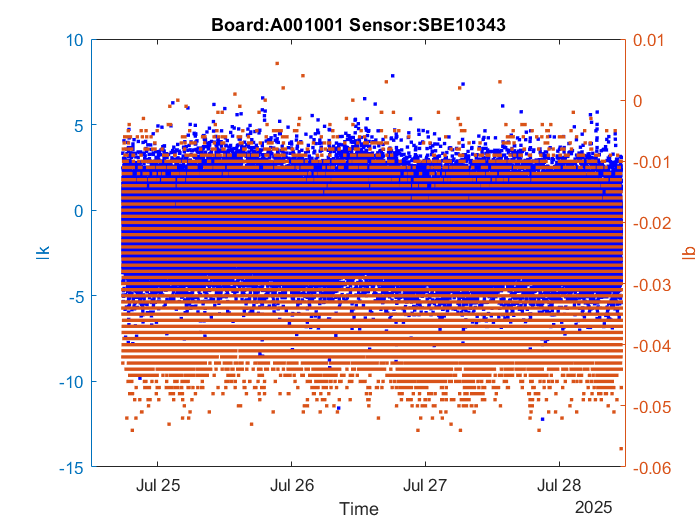 Board:A001001 Sensor:SBE10343
10
5
0
-5
-10
-15
Ik
0.01
0
-0.01
-0.02
-0.03
-0.04
-0.05
-0.06
Ib
Jul 25
Jul 26
Jul 27
Jul 28
Time
2025